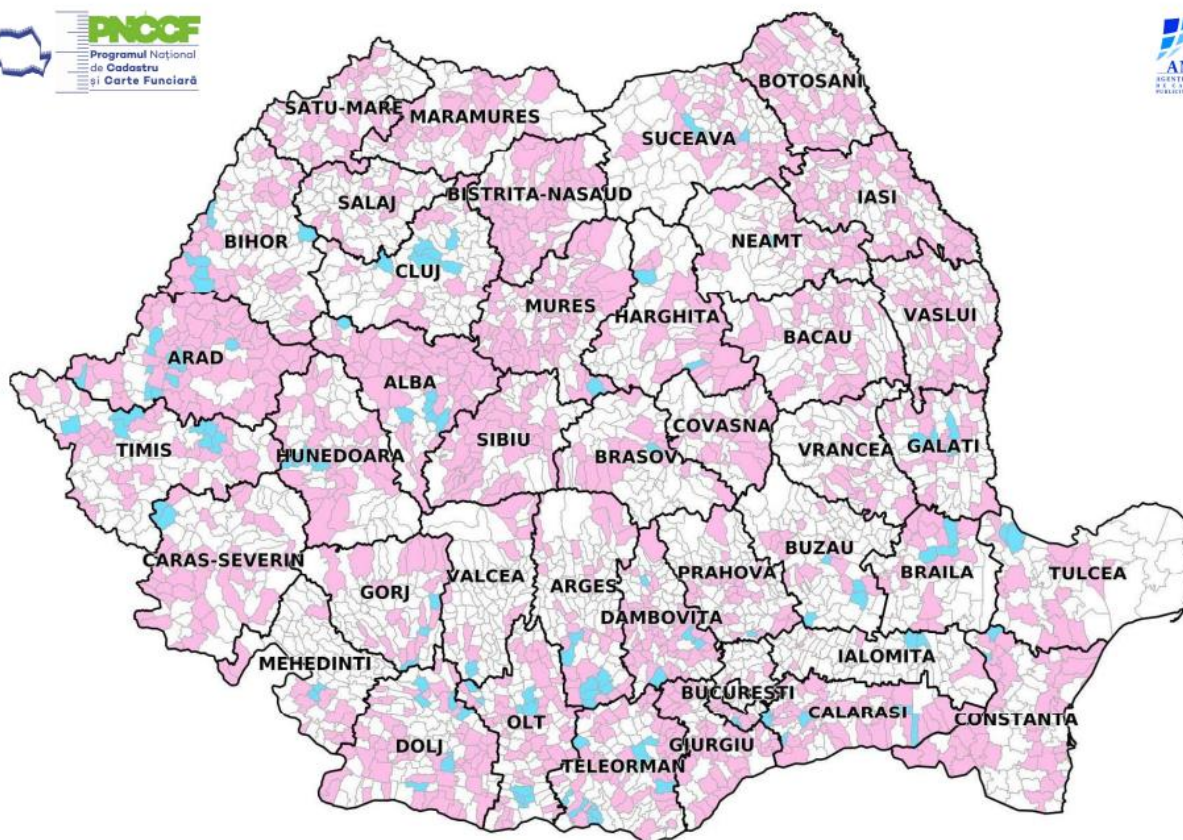 PNCCF
Programul Național
de Cadastru
și Carte Funciară
BOTOSANI
SATU-MARE
MARAMURES
SUCEAVA
BISTRITA-NASAUD
SALAJ
IASI
BIHOR
NEAMT
CLUJ
MURES
HARGHITA
VASLUI
BACAU
ARAD
ALBA
COVASNA
SIBIU
TIMIS
HUNEDOARA
BRASOV
VRANCEA
GALATI
BUZAU
CARAS-SEVERIN
GORJ
VALCEA
ARGES
PRAHOVA
BRAILA
TULCEA
DAMBOVITA
MEHEDINTI
IALOMITA
BUCURESTI
CALARASI
CONSTANTA
OLT
DOLJ
GIURGIU
TELEORMAN